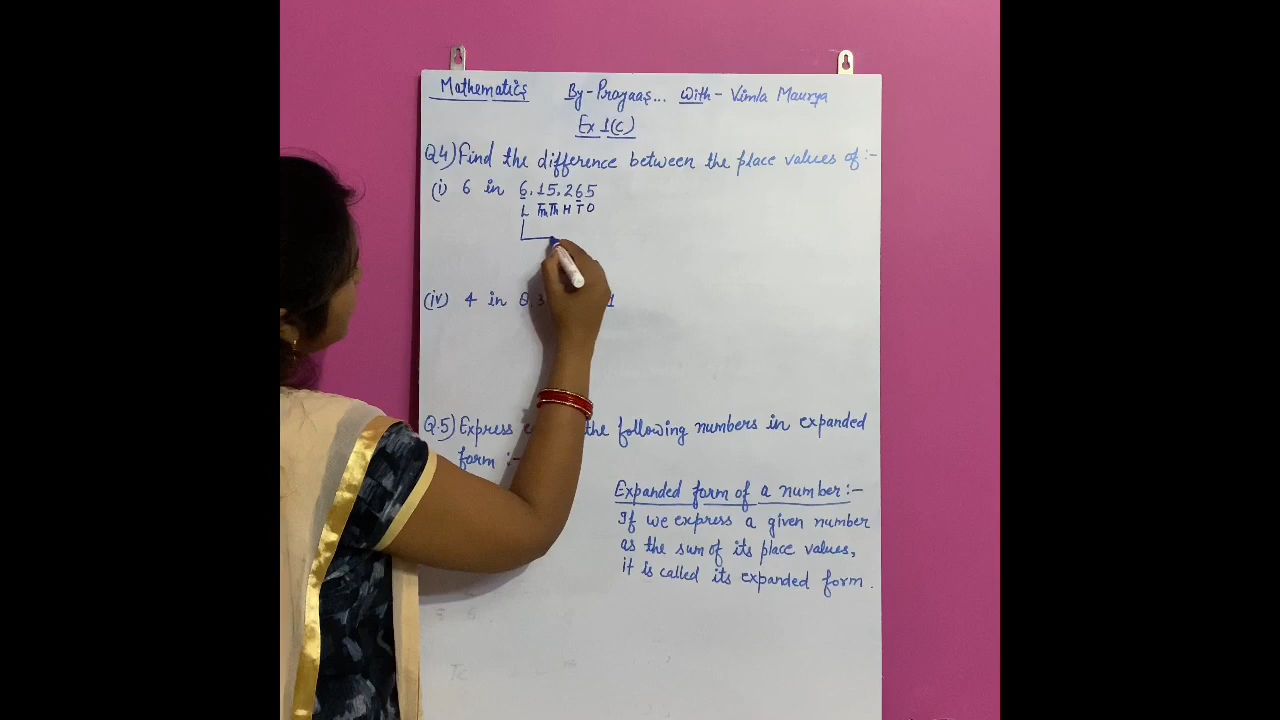 Mathematics By-Prayaas... With - Vimla Maurya
Ex 1(c)
Q4) Find the difference between the place values of :-
(i) 6 in 6,15,265
L TTh Th H T O
(iv) 4 in 8,3 1
Q.5) Express the following numbers in expanded
form :-
Expanded form of a number:-
If we express a given number
as the sum of its place values,
it is called its expanded form.